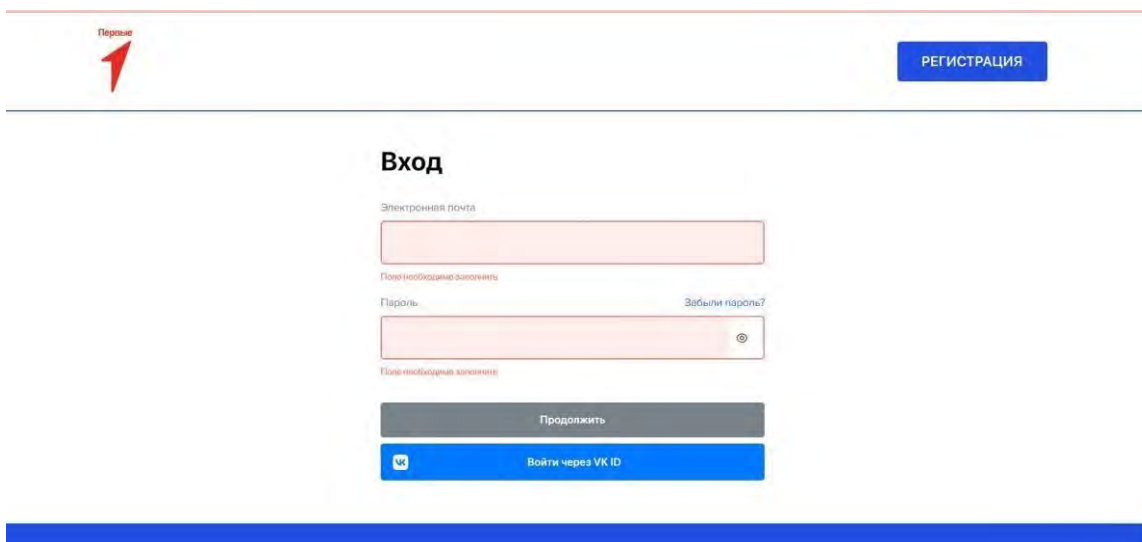 Первые
РЕГИСТРАЦИЯ
Вход
Электронная почта
Поле необходимо заполнить
Пароль
Забыли пароль?
Поле необходимо заполнить
Продолжить
VK
Войти через VK ID